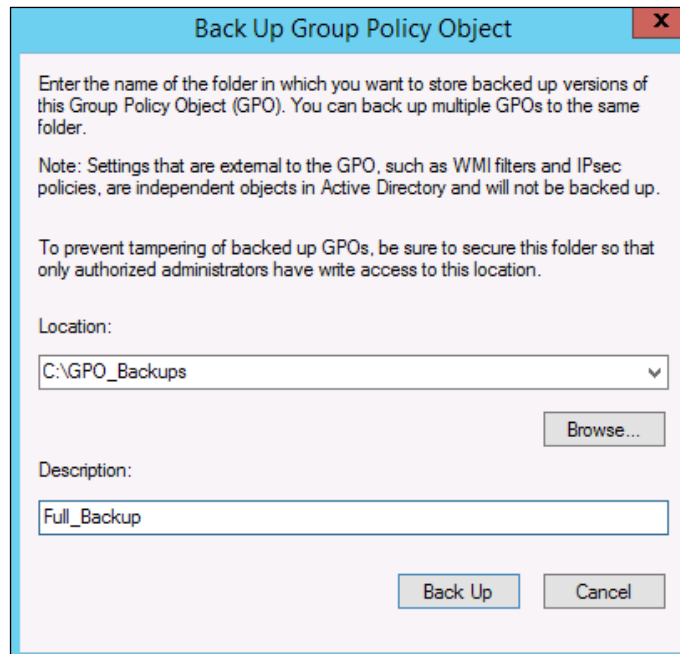 Back Up Group Policy Object
x
Enter the name of the folder in which you want to store backed up versions of
this Group Policy Object (GPO). You can back up multiple GPOs to the same
folder.
Note: Settings that are external to the GPO, such as WMI filters and IPsec
policies, are independent objects in Active Directory and will not be backed up.
To prevent tampering of backed up GPOs, be sure to secure this folder so that
only authorized administrators have write access to this location.
Location:
C:\GPO_Backups
Browse...
Description:
Full_Backup
Back Up
Cancel